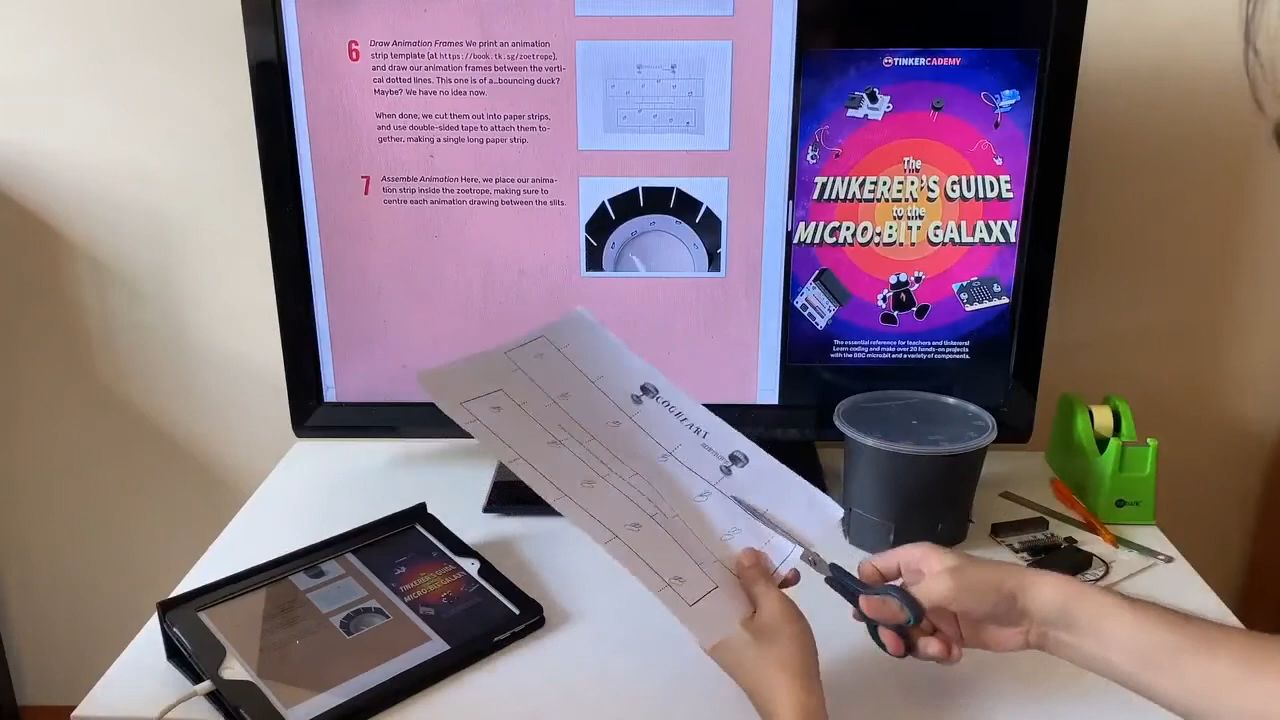 6 Draw Animation Frames We print an animation
strip template (at https://book.tk.sg/zoetrope),
and draw our animation frames between the verti-
cal dotted lines. This one is of a…bouncing duck?
Maybe? We have no idea now.
When done, we cut them out into paper strips,
and use double-sided tape to attach them to-
gether, making a single long paper strip.
7 Assemble Animation Here, we place our anima-
tion strip inside the zoetrope, making sure to
centre each animation drawing between the slits.
TINKERCADEMY
The
TINKERER'S GUIDE
to the
MICRO:BIT GALAXY
The essential reference for teachers and tinkerers!
Learn coding and make over 20 hands-on projects
with the BBC micro:bit and a variety of components.
TINKERER'S GUIDE
MICRO:BIT GALAXY